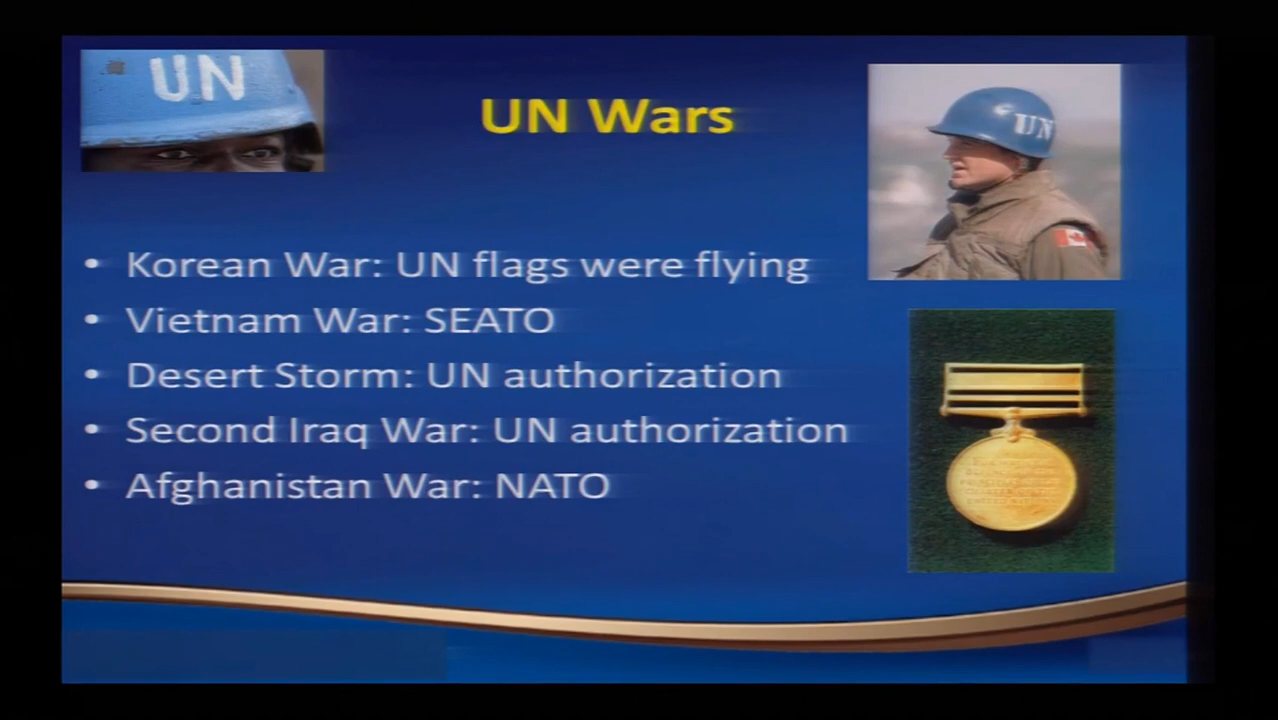 UN
UN Wars
UN
• Korean War: UN flags were flying
• Vietnam War: SEATO
• Desert Storm: UN authorization
• Second Iraq War: UN authorization
• Afghanistan War: NATO